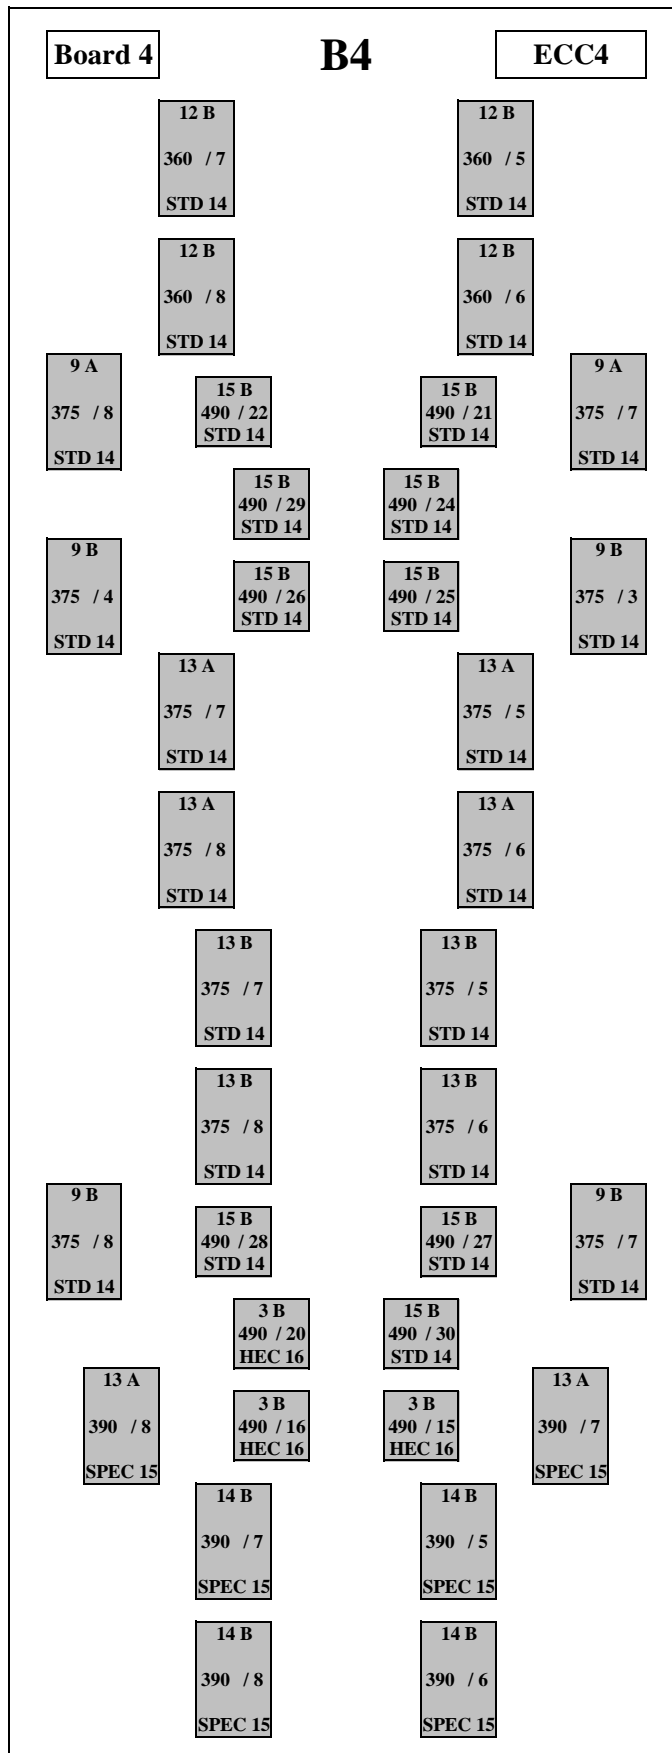 Board 4
B4
ECC4
12 B
360 / 7
STD 14
12 B
360 / 5
STD 14
12 B
360 / 8
STD 14
12 B
360 / 6
STD 14
9 A
375 / 8
STD 14
15 B
490 / 22
STD 14
15 B
490 / 21
STD 14
9 A
375 / 7
STD 14
15 B
490 / 29
STD 14
15 B
490 / 24
STD 14
9 B
375 / 4
STD 14
15 B
490 / 26
STD 14
15 B
490 / 25
STD 14
9 B
375 / 3
STD 14
13 A
375 / 7
STD 14
13 A
375 / 5
STD 14
13 A
375 / 8
STD 14
13 A
375 / 6
STD 14
13 B
375 / 7
STD 14
13 B
375 / 5
STD 14
13 B
375 / 8
STD 14
13 B
375 / 6
STD 14
9 B
375 / 8
STD 14
15 B
490 / 28
STD 14
15 B
490 / 27
STD 14
9 B
375 / 7
STD 14
3 B
490 / 20
HEC 16
15 B
490 / 30
STD 14
13 A
390 / 8
SPEC 15
3 B
490 / 16
HEC 16
3 B
490 / 15
HEC 16
13 A
390 / 7
SPEC 15
14 B
390 / 7
SPEC 15
14 B
390 / 5
SPEC 15
14 B
390 / 8
SPEC 15
14 B
390 / 6
SPEC 15